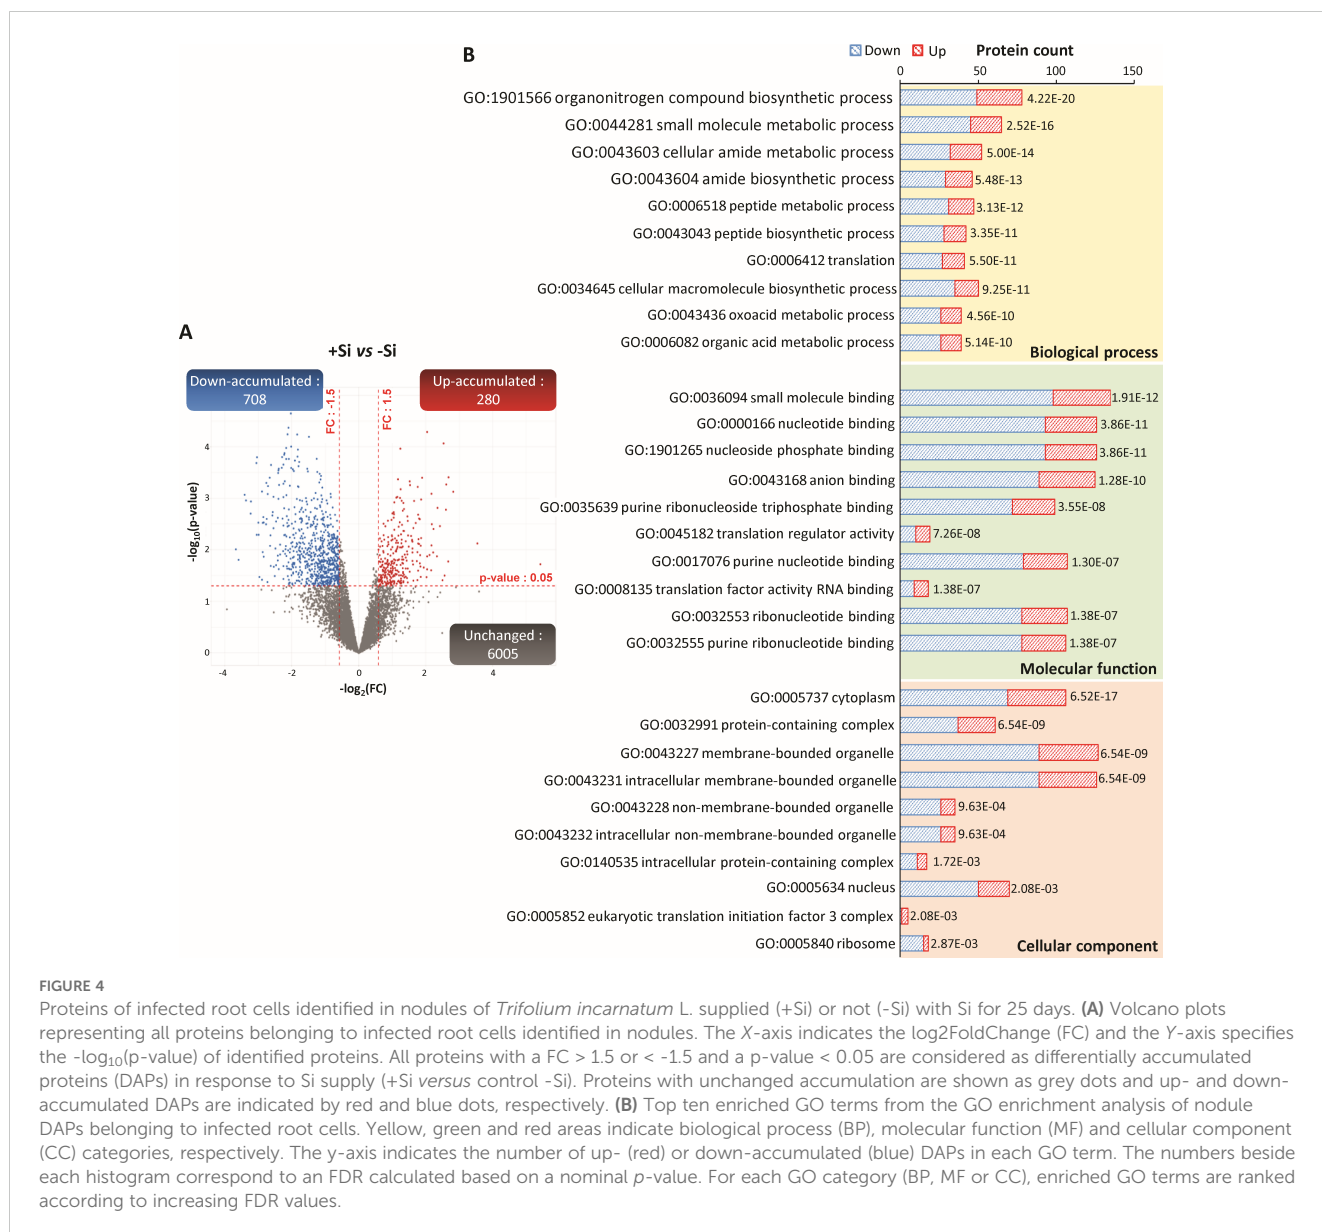 B
Down Up Protein count
0 50 100 150
GO:1901566 organonitrogen compound biosynthetic process 4.22E-20
GO:0044281 small molecule metabolic process 2.52E-16
GO:0043603 cellular amide metabolic process 5.00E-14
GO:0043604 amide biosynthetic process 5.48E-13
GO:0006518 peptide metabolic process 3.13E-12
GO:0043043 peptide biosynthetic process 3.35E-11
GO:0006412 translation 5.50E-11
GO:0034645 cellular macromolecule biosynthetic process 9.25E-11
GO:0043436 oxoacid metabolic process 4.56E-10
GO:0006082 organic acid metabolic process 5.14E-10
Biological process
GO:0036094 small molecule binding 1.91E-12
GO:0000166 nucleotide binding 3.86E-11
GO:1901265 nucleoside phosphate binding 3.86E-11
GO:0043168 anion binding 1.28E-10
GO:0035639 purine ribonucleoside triphosphate binding 3.55E-08
GO:0045182 translation regulator activity 7.26E-08
GO:0017076 purine nucleotide binding 1.30E-07
GO:0008135 translation factor activity RNA binding 1.38E-07
GO:0032553 ribonucleotide binding 1.38E-07
GO:0032555 purine ribonucleotide binding 1.38E-07
Molecular function
GO:0005737 cytoplasm 6.52E-17
GO:0032991 protein-containing complex 6.54E-09
GO:0043227 membrane-bounded organelle 6.54E-09
GO:0043231 intracellular membrane-bounded organelle 6.54E-09
GO:0043228 non-membrane-bounded organelle 9.63E-04
GO:0043232 intracellular non-membrane-bounded organelle 9.63E-04
GO:0140535 intracellular protein-containing complex 1.72E-03
GO:0005634 nucleus 2.08E-03
GO:0005852 eukaryotic translation initiation factor 3 complex 2.08E-03
GO:0005840 ribosome 2.87E-03
Cellular component
A
+Si vs -Si
Down-accumulated :
708
FC : -1.5
FC : 1.5
Up-accumulated :
280
-log10(p-value)
4
3
2
1
0
p-value : 0.05
Unchanged :
6005
-4 -2 0 2 4
-log2(FC)
FIGURE 4
Proteins of infected root cells identified in nodules of Trifolium incarnatum L. supplied (+Si) or not (-Si) with Si for 25 days. (A) Volcano plots
representing all proteins belonging to infected root cells identified in nodules. The X-axis indicates the log2FoldChange (FC) and the Y-axis specifies
the -log10(p-value) of identified proteins. All proteins with a FC > 1.5 or < -1.5 and a p-value < 0.05 are considered as differentially accumulated
proteins (DAPs) in response to Si supply (+Si versus control -Si). Proteins with unchanged accumulation are shown as grey dots and up- and down-
accumulated DAPs are indicated by red and blue dots, respectively. (B) Top ten enriched GO terms from the GO enrichment analysis of nodule
DAPs belonging to infected root cells. Yellow, green and red areas indicate biological process (BP), molecular function (MF) and cellular component
(CC) categories, respectively. The y-axis indicates the number of up- (red) or down-accumulated (blue) DAPs in each GO term. The numbers beside
each histogram correspond to an FDR calculated based on a nominal p-value. For each GO category (BP, MF or CC), enriched GO terms are ranked
according to increasing FDR values.